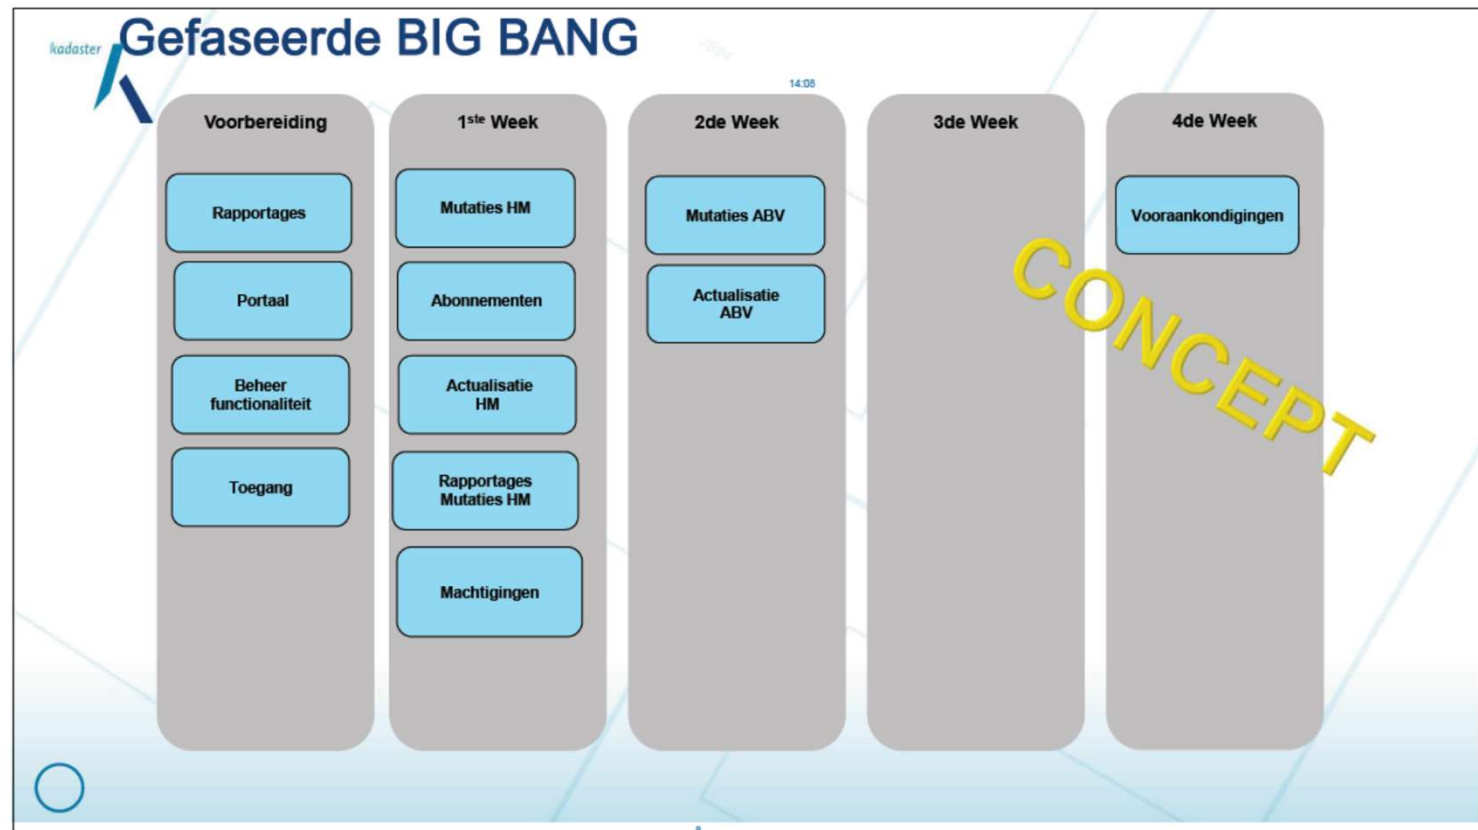 kadaster
Gefaseerde BIG BANG
14:08
Voorbereiding
Rapportages
Portaal
Beheer
functionaliteit
Toegang
1ste Week
Mutaties HM
Abonnementen
Actualisatie
HM
Rapportages
Mutaties HM
Machtigingen
2de Week
Mutaties ABV
Actualisatie
ABV
3de Week
4de Week
Vooraankondigingen
CONCEPT